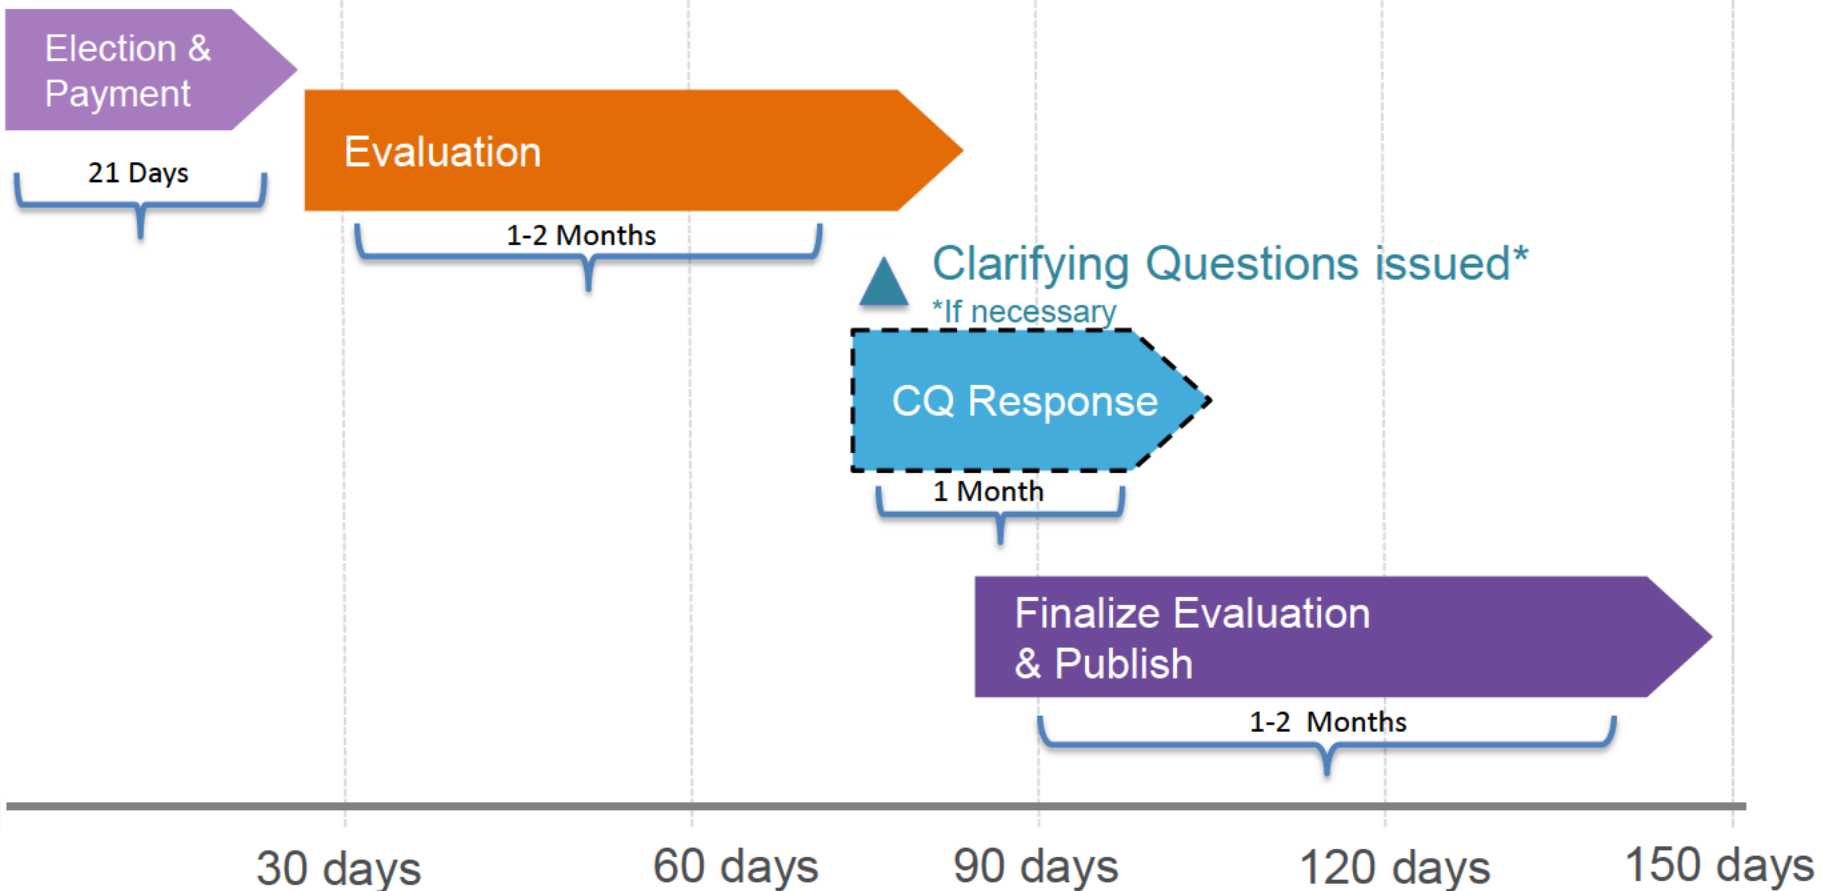 Election &
Payment
21 Days
Evaluation
1-2 Months
Clarifying Questions issued*
*If necessary
CQ Response
1 Month
Finalize Evaluation
& Publish
1-2  Months
30 days
60 days
90 days
120 days
150 days